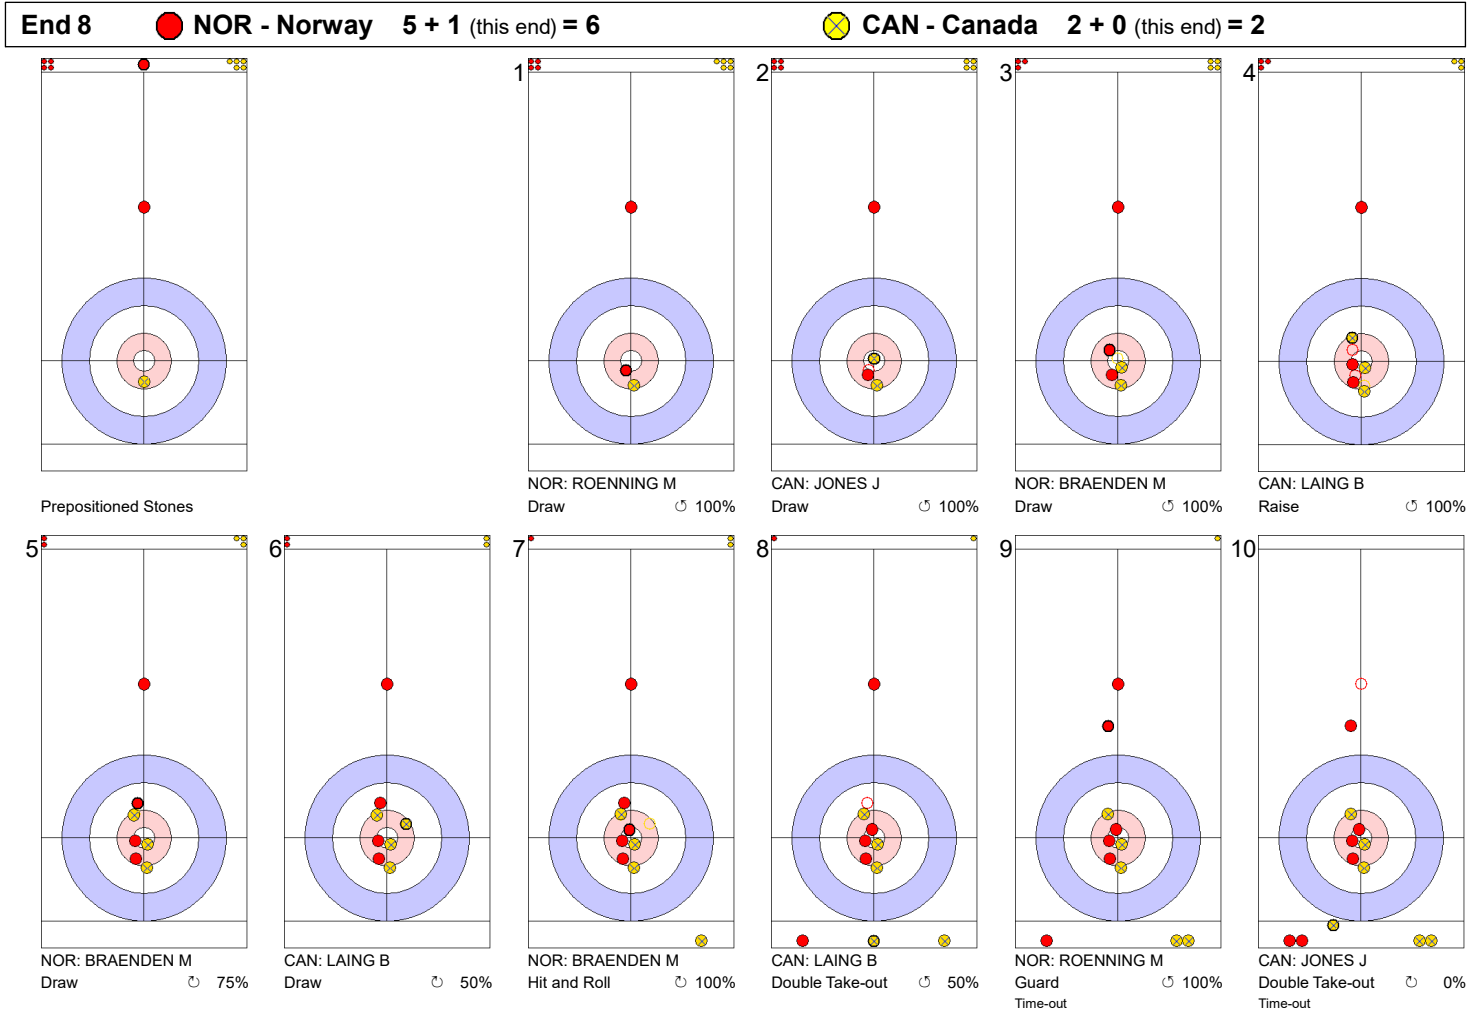 End 8 NOR - Norway 5 + 1 (this end) = 6 CAN - Canada 2 + 0 (this end) = 2
Prepositioned Stones
1
NOR: ROENNING M
Draw 100%
2
CAN: JONES J
Draw 100%
3
NOR: BRAENDEN M
Draw 100%
4
CAN: LAING B
Raise 100%
5
NOR: BRAENDEN M
Draw 75%
6
CAN: LAING B
Draw 50%
7
NOR: BRAENDEN M
Hit and Roll 100%
8
CAN: LAING B
Double Take-out 50%
9
NOR: ROENNING M
Guard 100%
Time-out
10
CAN: JONES J
Double Take-out 0%
Time-out